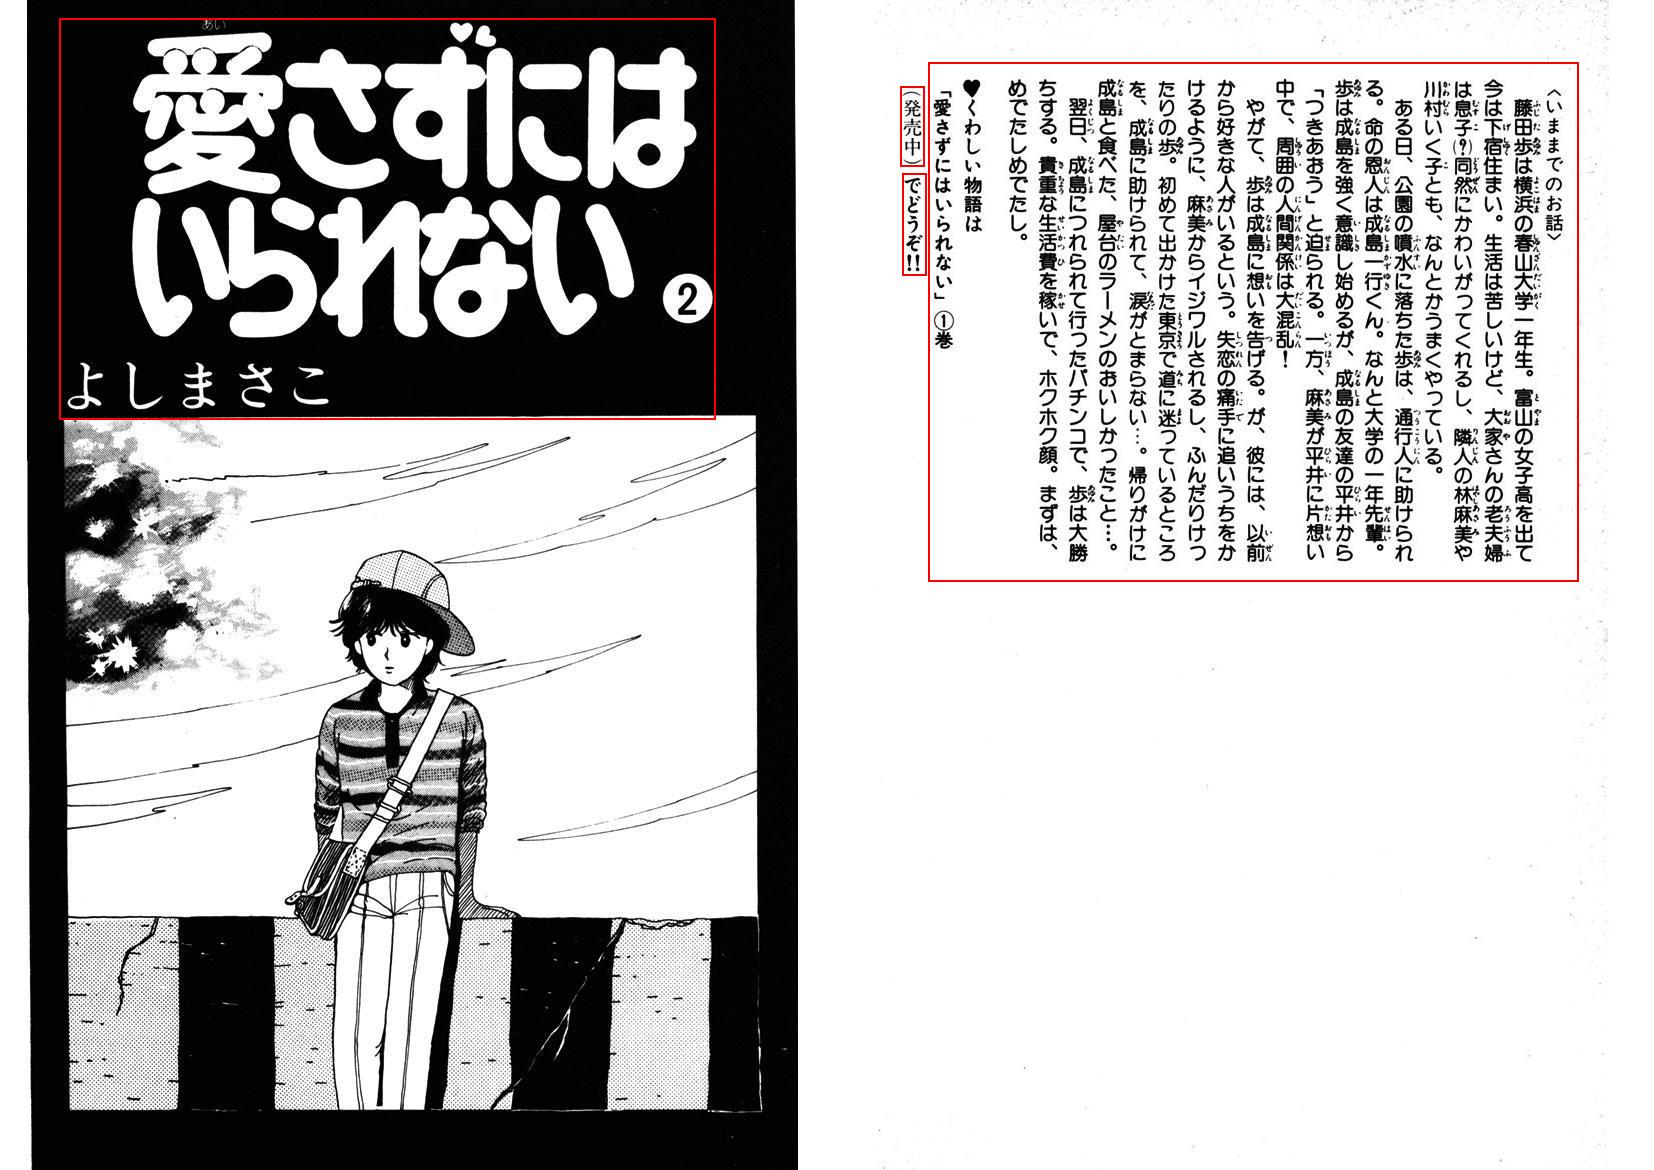 〈いままでのお話〉
藤田歩は横浜の春山大学一年生。富山の女子高を出て
今は下宿住まい。生活は苦しいけど、大家さんの老夫婦
は息子(?)同然にかわいがってくれるし、隣人の林麻美や
川村いく子とも、なんとかうまくやっている。
ある日、公園の噴水に落ちた歩は、通行人に助けられ
る。命の恩人は成島一行くん。なんと大学の一年先輩。
歩は成島を強く意識し始めるが、成島の友達の平井から
「つきあおう」と迫られる。一方、麻美が平井に片想い
中で、周囲の人間関係は大混乱!
やがて、歩は成島に想いを告げる。が、彼には、以前
から好きな人がいるという。失恋の痛手に追いうちをか
けるように、麻美からイジワルされるし、ふんだりけっ
たりの歩。初めて出かけた東京で道に迷っているところ
を、成島に助けられて、涙がとまらない…。帰りがけに
成島と食べた、屋台のラーメンのおいしかったこと…。
翌日、成島につれられて行ったパチンコで、歩は大勝
ちする。貴重な生活費を稼いで、ホクホク顔。まずは、
めでたしめでたし。
♥くわしい物語は
「愛さずにはいられない」①巻
(発売中)でどうぞ!!
あい
愛さずには
いられない
2
よしまさこ